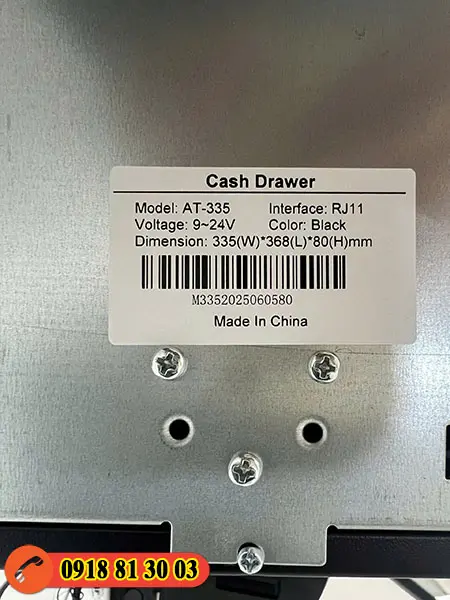 Cash Drawer
Model: AT-335 Interface: RJ11
Voltage: 9~24V Color: Black
Dimension: 335(W)*368(L)*80(H)mm
M3352025060580
Made In China
0918 81 30 03